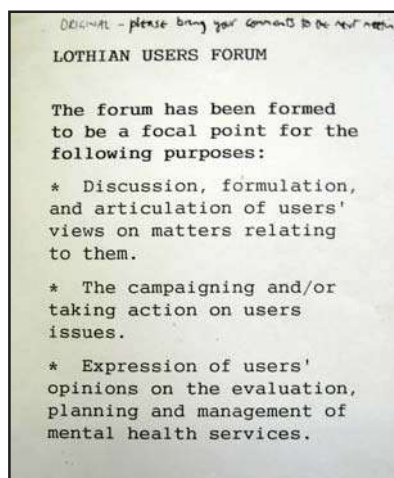 ORIGINAL - please bring your comments to the next meeting
LOTHIAN USERS FORUM
The forum has been formed
to be a focal point for the
following purposes:
* Discussion, formulation,
and articulation of users'
views on matters relating
to them.
* The campaigning and/or
taking action on users
issues.
* Expression of users'
opinions on the evaluation,
planning and management of
mental health services.